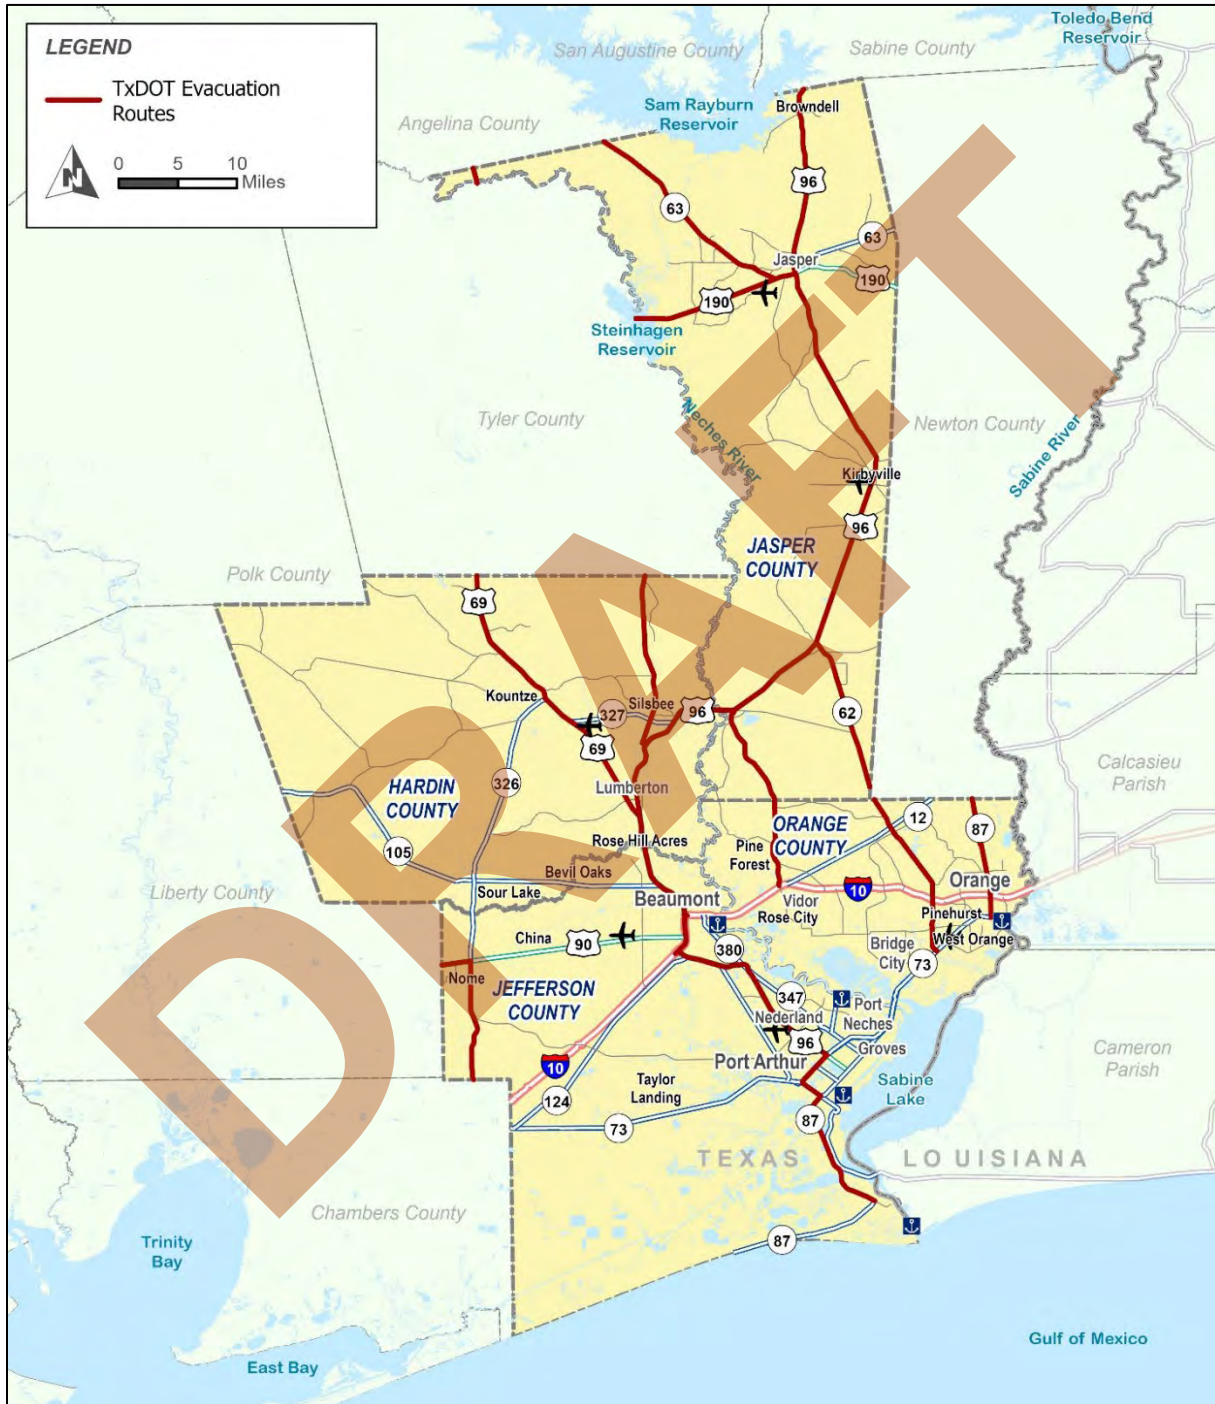 LEGEND
TxDOT Evacuation
Routes
N
0 5 10
Miles
Toledo Bend
Reservoir
San Augustine County
Sabine County
Sam Rayburn
Reservoir
Browndell
Angelina County
96
63
63
Jasper
190
190
Steinhagen
Reservoir
Tyler County
Neches River
Newton County
Sabine River
Kirbyville
96
JASPER
COUNTY
Polk County
69
Kountze
Silsbee
327
96
62
69
326
Lumberton
HARDIN
COUNTY
Calcasieu
Parish
12
ORANGE
COUNTY
87
105
Rose Hill Acres
Pine
Forest
Bevil Oaks
Liberty County
Sour Lake
Beaumont
10
Orange
Vidor
Rose City
Pinehurst
West Orange
China
90
380
Bridge
City
73
Nome
JEFFERSON
COUNTY
347
Port
Neches
Nederland
96
Groves
Port Arthur
10
Cameron
Parish
Taylor
Landing
Sabine
Lake
124
73
87
TEXAS
LOUISIANA
Chambers County
Trinity
Bay
87
Gulf of Mexico
East Bay
DRAFT